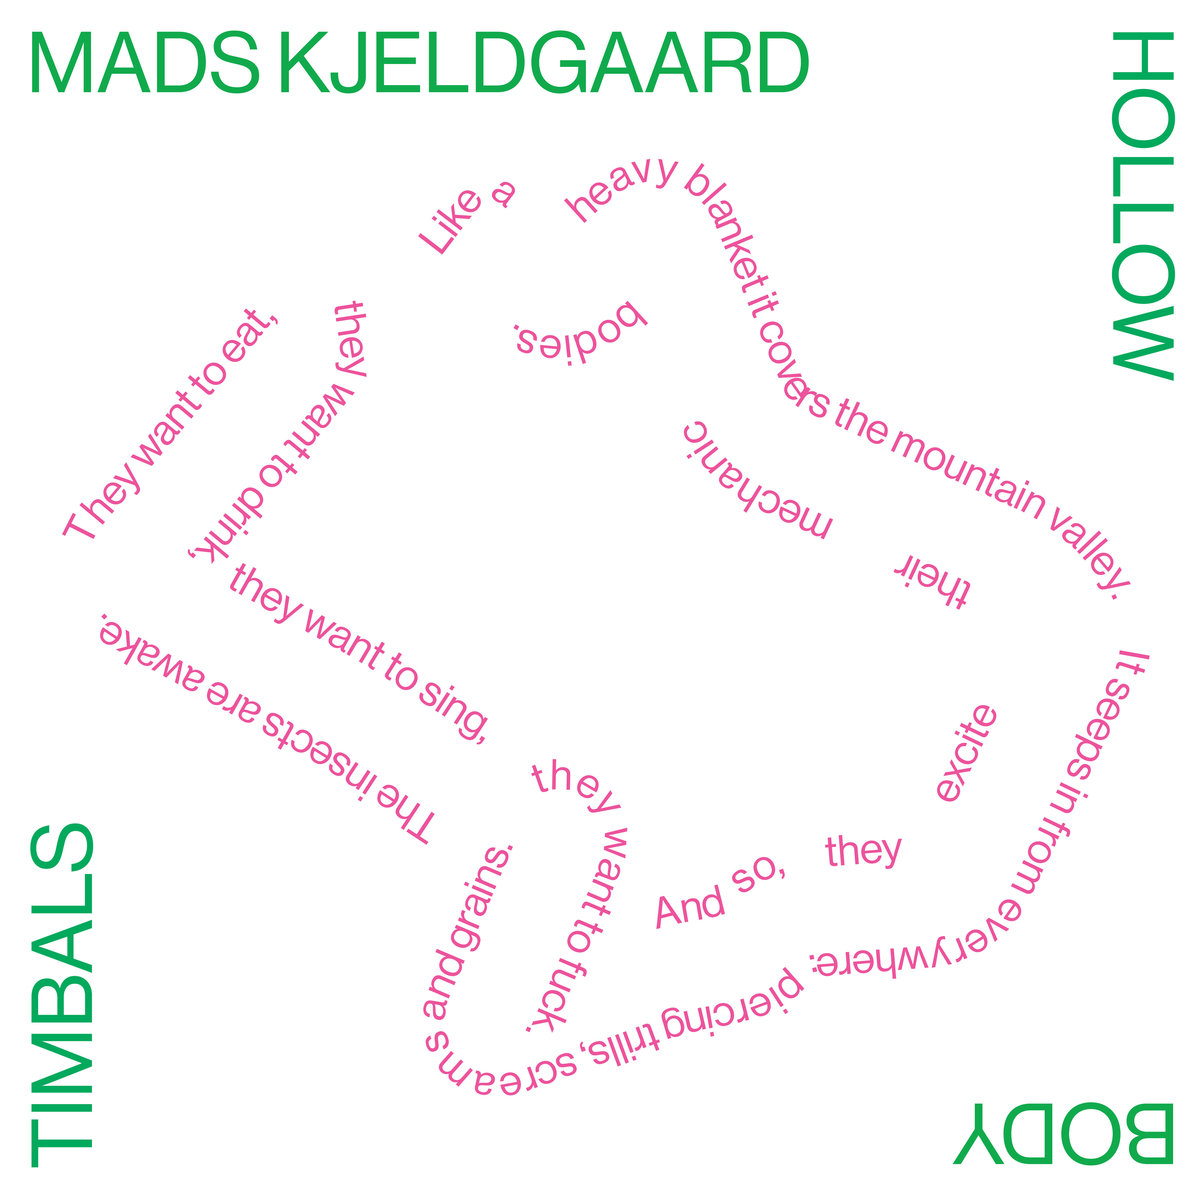 MADS KJELDGAARD
HOLLOW
BODY
TIMBALS
Like a heavy blanket it covers the mountain valley.
It seeps in from everywhere: piercing trills, screams and grains.
The insects are awake.
They want to eat,
they want to drink,
they want to sing,
they want to fuck.
And so, they excite their mechanic bodies.